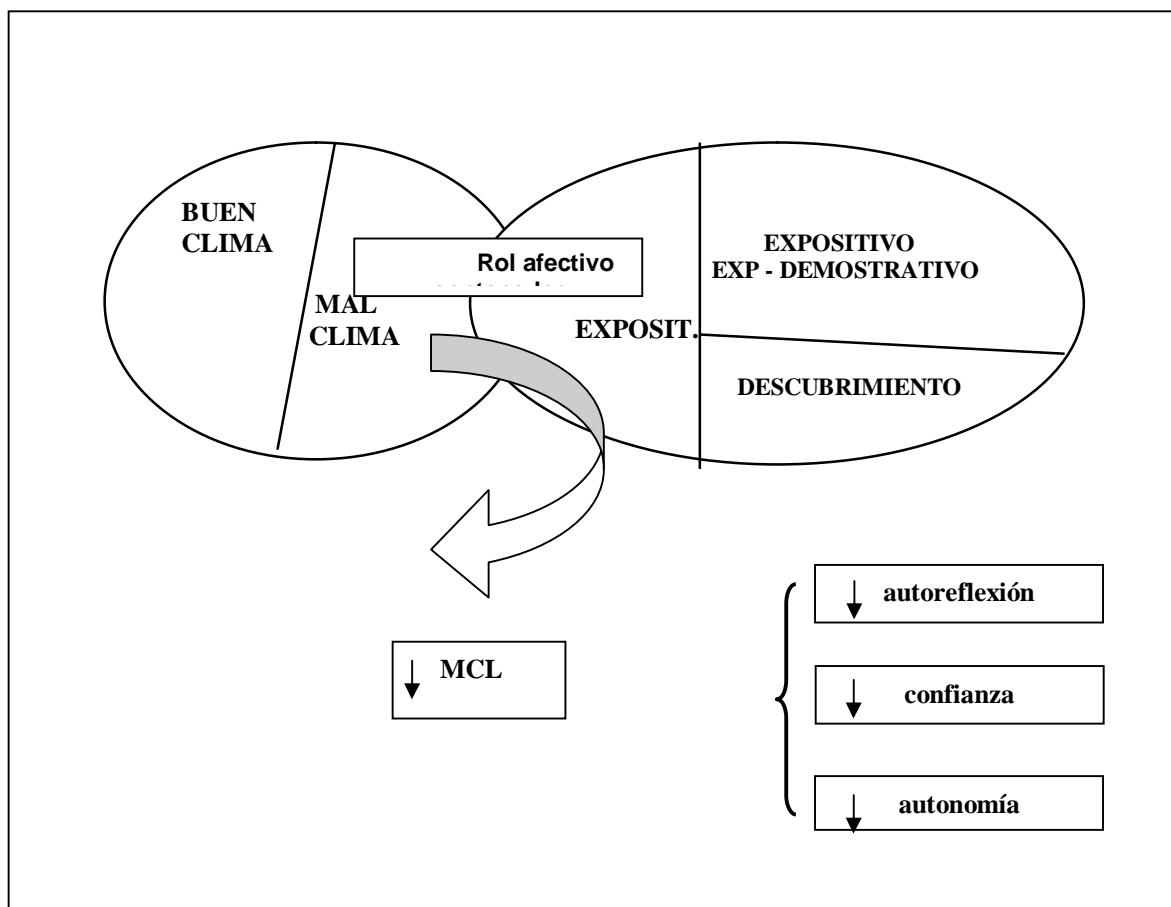 BUEN
CLIMA
Rol afectivo
MAL
CLIMA
EXPOSIT.
EXPOSITIVO
EXP - DEMOSTRATIVO
DESCUBRIMIENTO
↓ MCL
↓ autoreflexión
↓ confianza
↓ autonomía